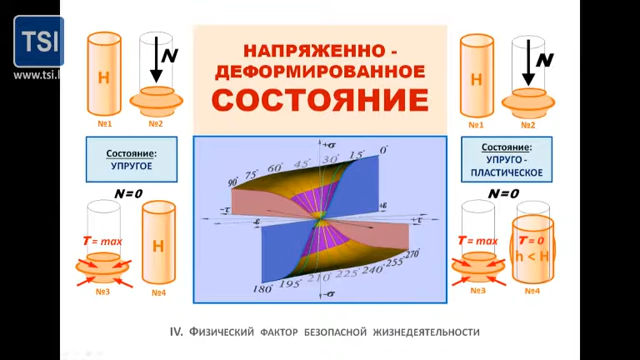 TSI
www.tsi.l
НАПРЯЖЕННО -
ДЕФОРМИРОВАННОЕ
СОСТОЯНИЕ
H
N
№1
№2
H
N
№1
№2
Состояние:
УПРУГОЕ
Состояние:
УПРУГО -
ПЛАСТИЧЕСКОЕ
N=0
T = max
H
№3
№4
+σ
90° 75° 60° 45° 30° 15° 0°
-τ
-ε
+ε
+τ
180° 195° 210° 225° 240° 255° 270°
-σ
N=0
T = max
T = 0
h < H
№3
№4
IV. ФИЗИЧЕСКИЙ ФАКТОР БЕЗОПАСНОЙ ЖИЗНЕДЕЯТЕЛЬНОСТИ